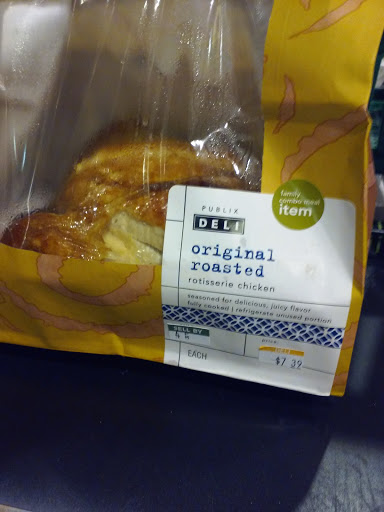 family
combo meal
item
PUBLIX
DELI
original
roasted
rotisserie chicken
seasoned for delicious, juicy flavor
fully cooked | refrigerate unused portion
SELL BY
price
EACH
$7.39